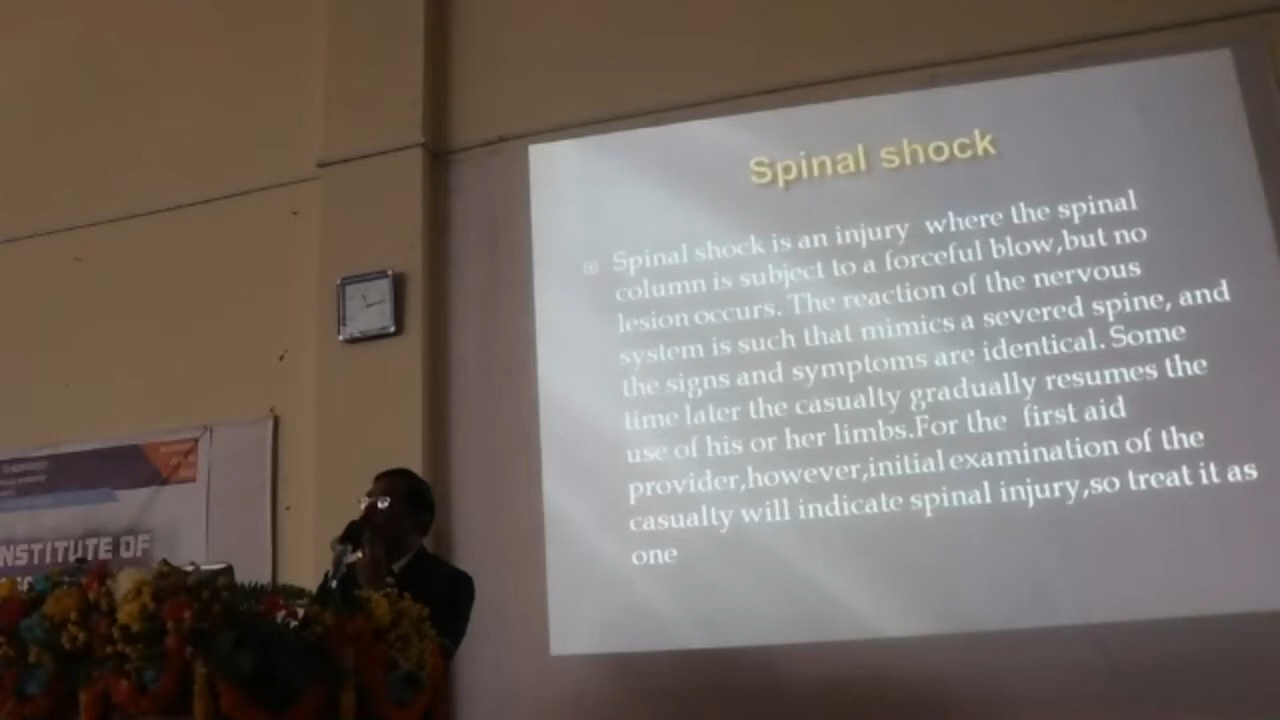 Spinal shock
Spinal shock is an injury where the spinal
column is subject to a forceful blow,but no
lesion occurs. The reaction of the nervous
system is such that mimics a severed spine, and
the signs and symptoms are identical. Some
time later the casualty gradually resumes the
use of his or her limbs.For the first aid
provider,however,initial examination of the
casualty will indicate spinal injury,so treat it as
one
NSTITUTE OF